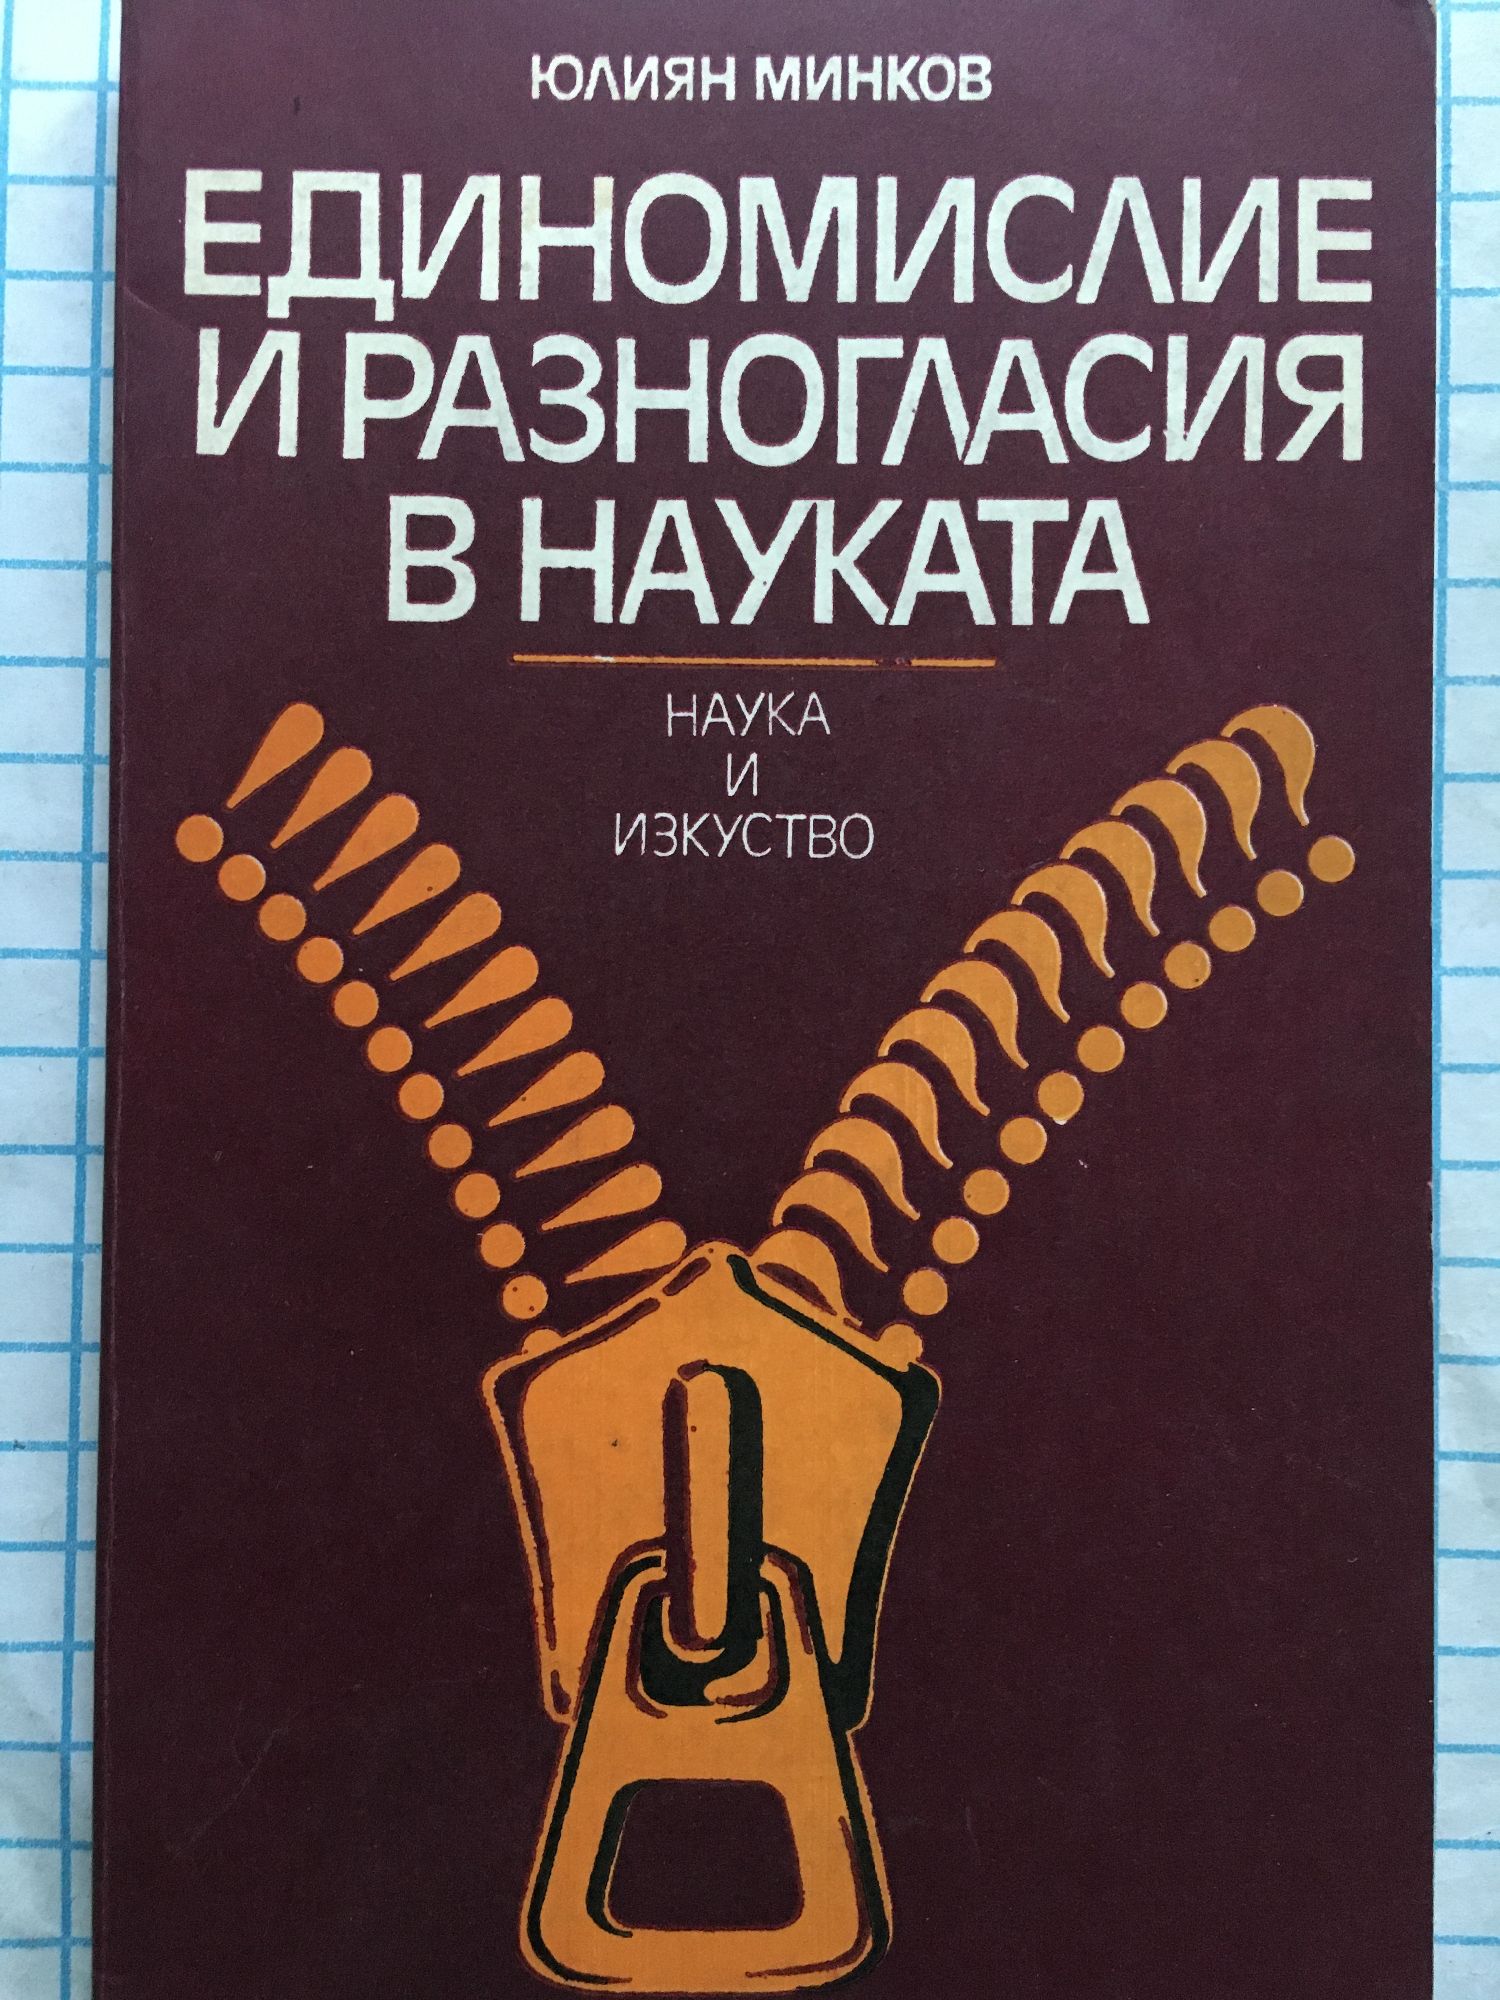 ЮЛИЯН МИНКОВ
ЕДИНОМИСЛИЕ
И РАЗНОГЛАСИЯ
В НАУКАТА
НАУКА
И
ИЗКУСТВО